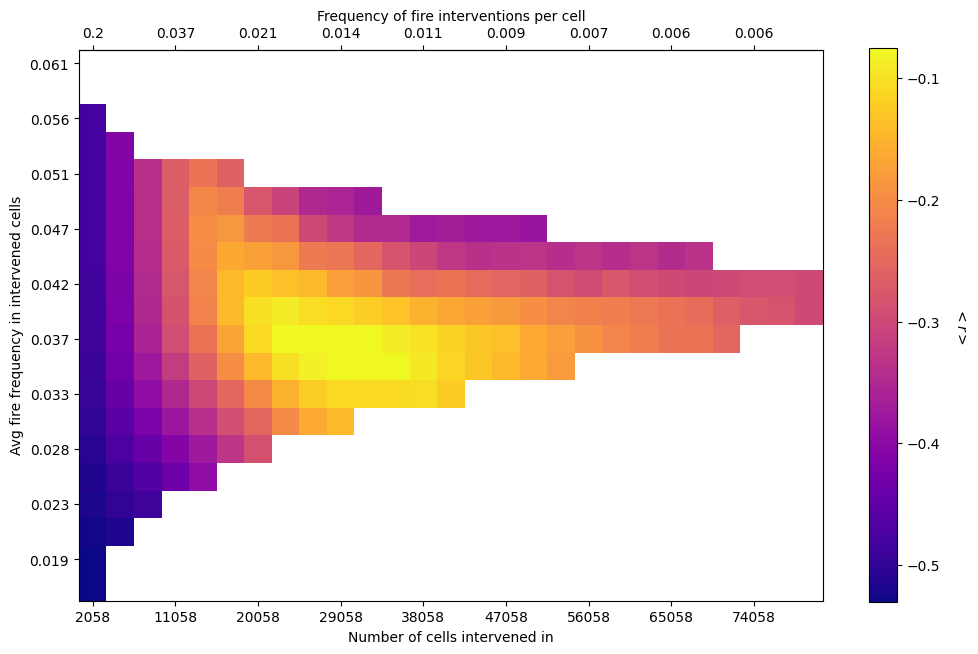 Frequency of fire interventions per cell
0.2 0.037 0.021 0.014 0.011 0.009 0.007 0.006 0.006
Avg fire frequency in intervened cells
0.061
0.056
0.051
0.047
0.042
0.037
0.033
0.028
0.023
0.019
2058 11058 20058 29058 38058 47058 56058 65058 74058
Number of cells intervened in
−0.1
−0.2
−0.3
−0.4
−0.5
< r >